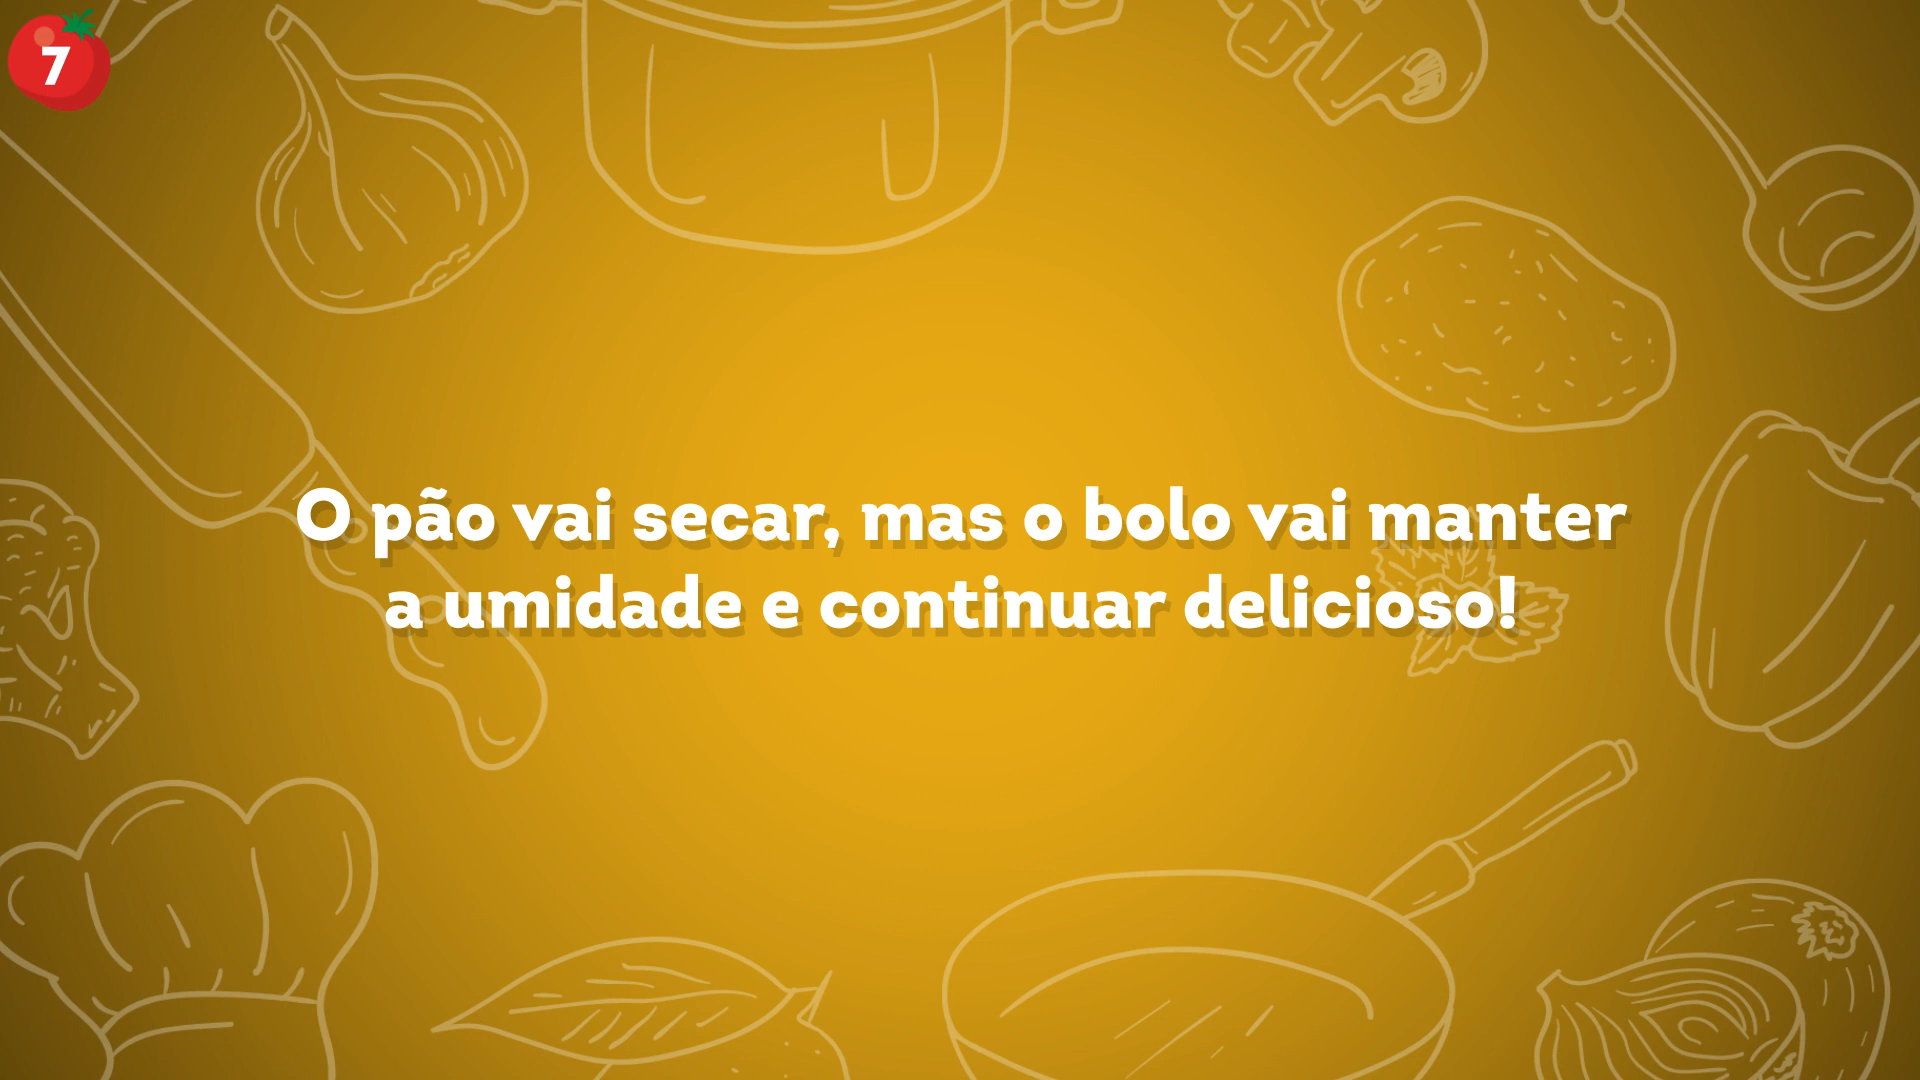 7
O pão vai secar, mas o bolo vai manter
a umidade e continuar delicioso!